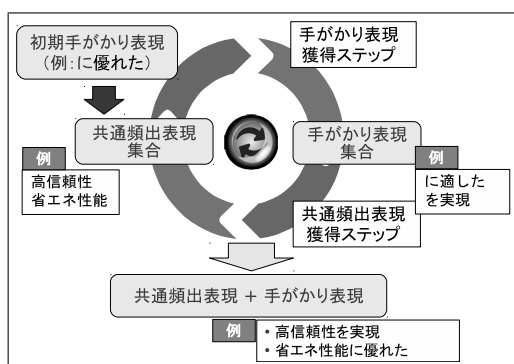 初期手がかり表現
(例:に優れた)
手がかり表現
獲得ステップ
共通頻出表現
集合
手がかり表現
集合
例
高信頼性
省エネ性能
例
に適した
を実現
共通頻出表現
獲得ステップ
共通頻出表現 + 手がかり表現
例
・高信頼性を実現
・省エネ性能に優れた